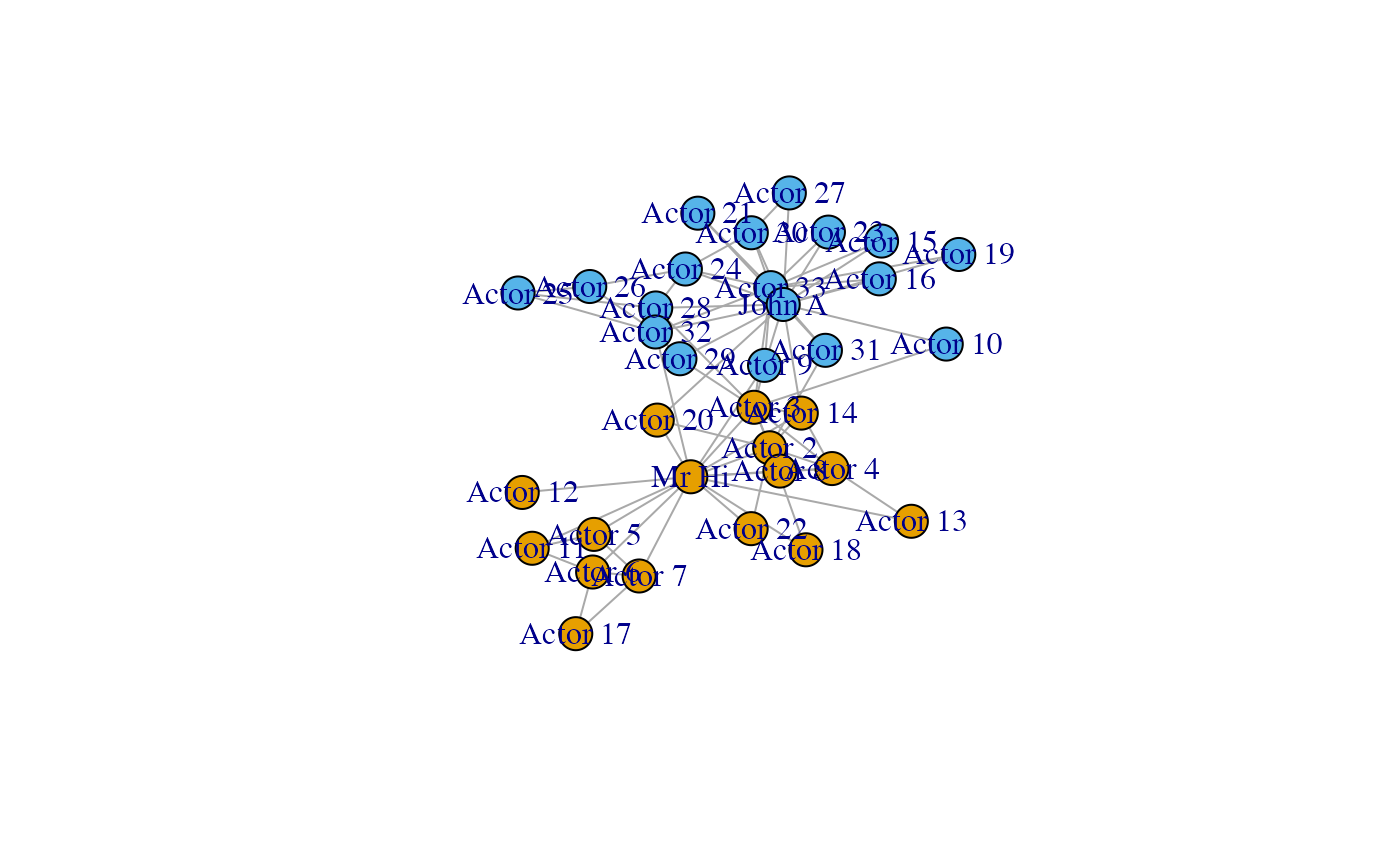 Actor 27
Actor 21
Actor 30
Actor 23
Actor 15
Actor 19
Actor 24
Actor 16
Actor 33
Actor 26
Actor 25
John A
Actor 28
Actor 32
Actor 10
Actor 31
Actor 29
Actor 9
Actor 3
Actor 14
Actor 20
Actor 2
Actor 8
Actor 4
Mr Hi
Actor 12
Actor 13
Actor 22
Actor 5
Actor 11
Actor 18
Actor 6
Actor 7
Actor 17